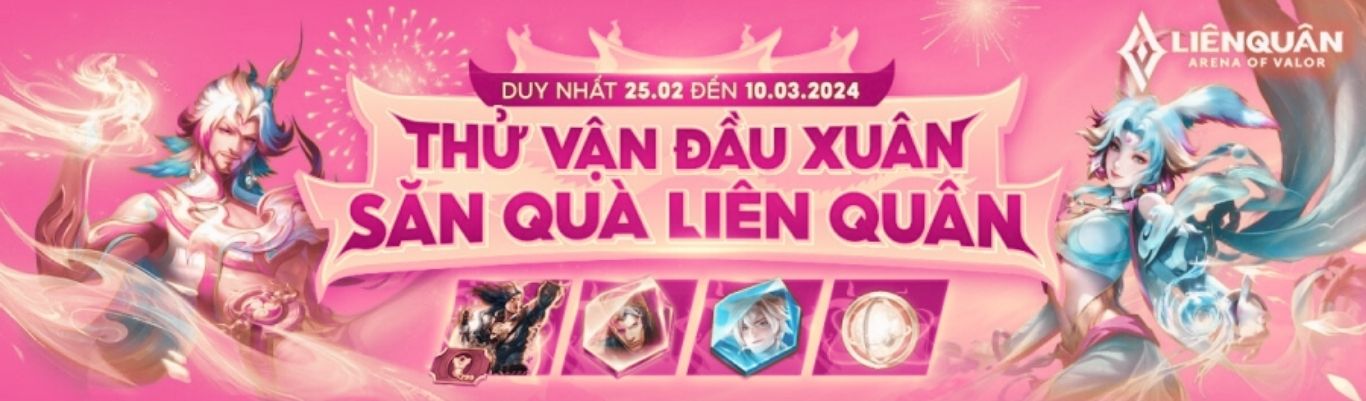 LIÊNQUÂN
ARENA OF VALOR
DUY NHẤT 25.02 ĐẾN 10.03.2024
THỬ VẬN ĐẦU XUÂN
SĂN QUÀ LIÊN QUÂN